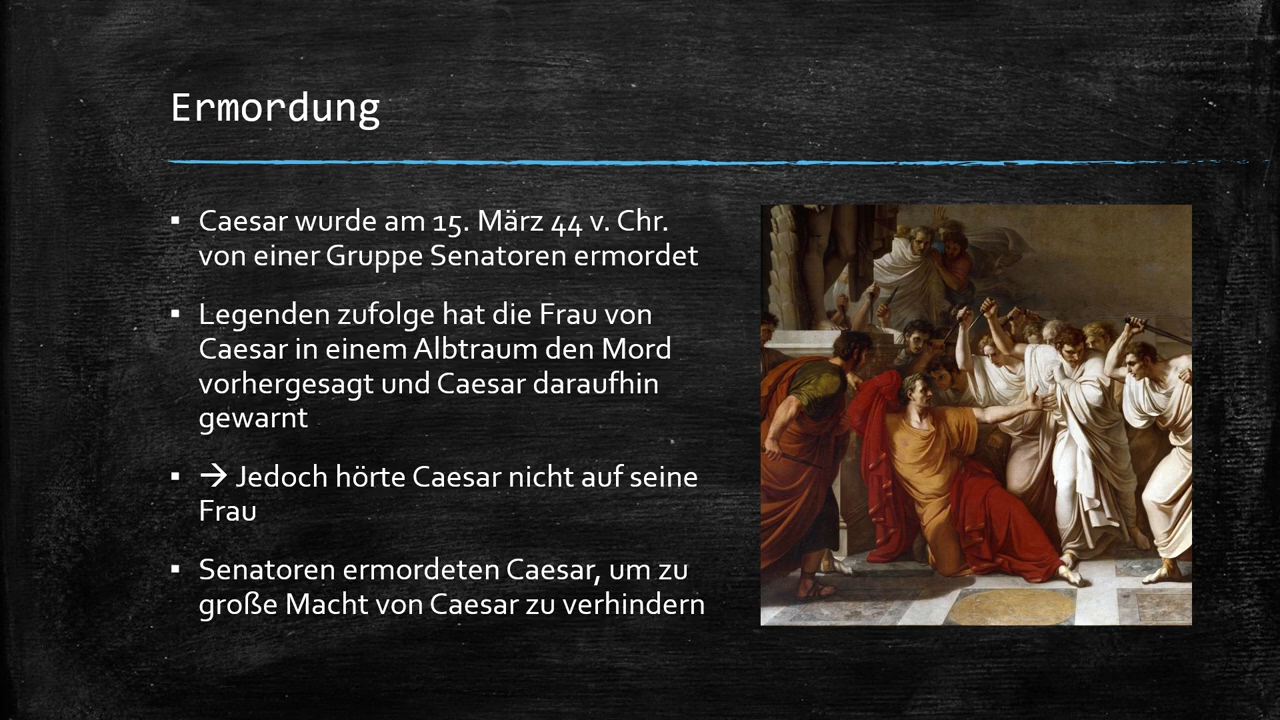 Ermordung
▪ Caesar wurde am 15. März 44 v. Chr.
von einer Gruppe Senatoren ermordet
▪ Legenden zufolge hat die Frau von
Caesar in einem Albtraum den Mord
vorhergesagt und Caesar daraufhin
gewarnt
▪ → Jedoch hörte Caesar nicht auf seine
Frau
▪ Senatoren ermordeten Caesar, um zu
große Macht von Caesar zu verhindern